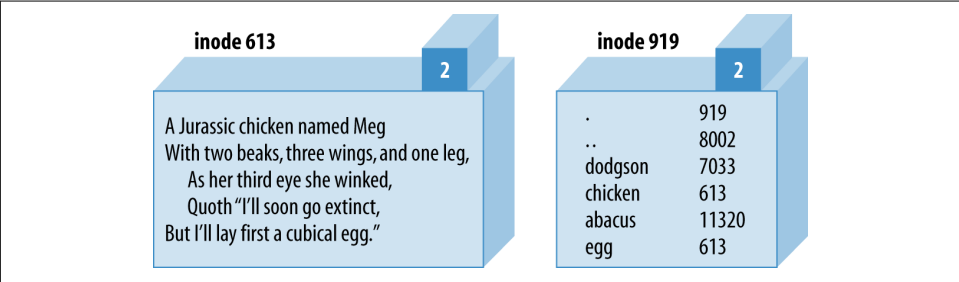 inode 613
2
A Jurassic chicken named Meg
With two beaks, three wings, and one leg,
As her third eye she winked,
Quoth “I’ll soon go extinct,
But I’ll lay first a cubical egg.”
inode 919
2
. 919
.. 8002
dodgson 7033
chicken 613
abacus 11320
egg 613